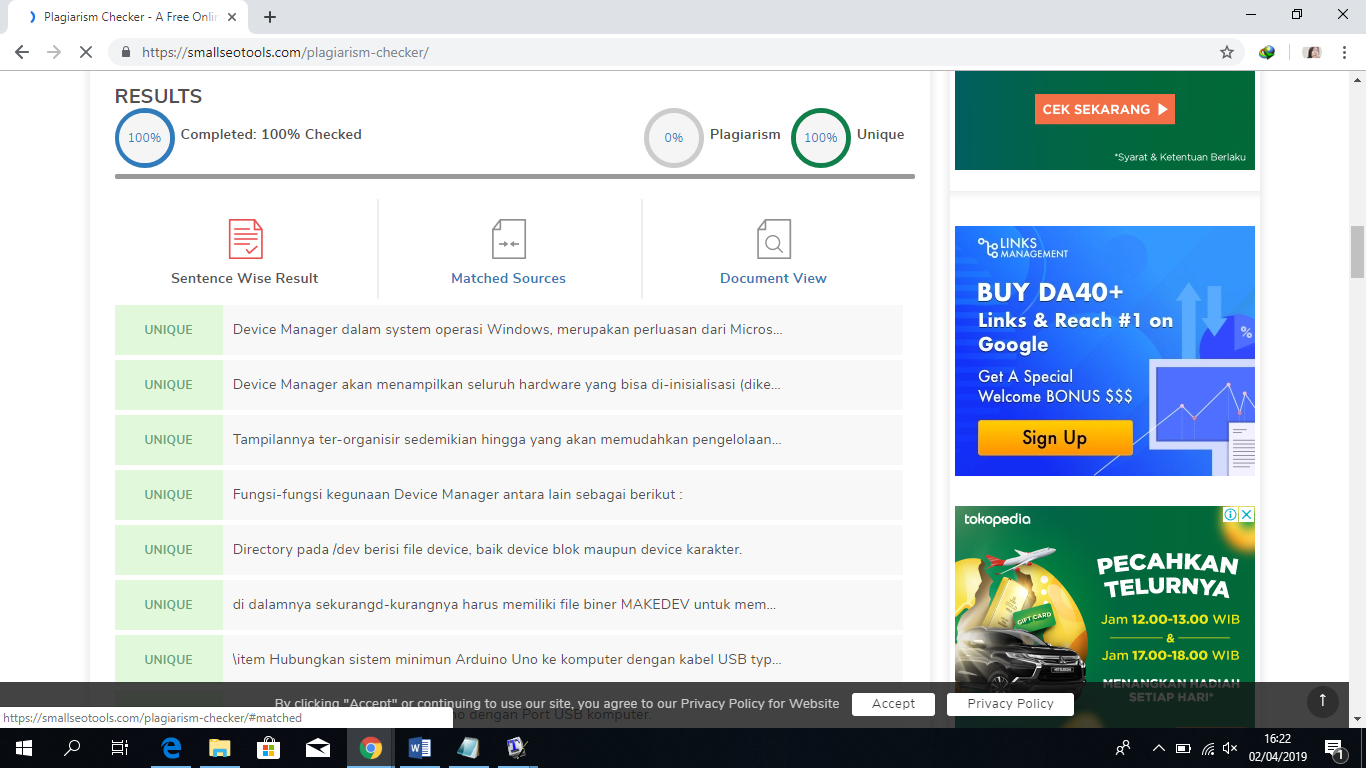 Plagiarism Checker - A Free Onlin
https://smallseotools.com/plagiarism-checker/
RESULTS
100%
Completed: 100% Checked
0%
Plagiarism
100%
Unique
Sentence Wise Result
Matched Sources
Document View
UNIQUE Device Manager dalam system operasi Windows, merupakan perluasan dari Micros...
UNIQUE Device Manager akan menampilkan seluruh hardware yang bisa di-inisialisasi (dike...
UNIQUE Tampilannya ter-organisir sedemikian hingga yang akan memudahkan pengelolaan...
UNIQUE Fungsi-fungsi kegunaan Device Manager antara lain sebagai berikut :
UNIQUE Directory pada /dev berisi file device, baik device blok maupun device karakter.
UNIQUE di dalamnya sekurangd-kurangnya harus memiliki file biner MAKEDEV untuk mem...
UNIQUE \item Hubungkan sistem minimun Arduino Uno ke komputer dengan kabel USB typ...
dengan Port USB komputer.
CEK SEKARANG
*Syarat & Ketentuan Berlaku
LINKS
MANAGEMENT
BUY DA40+
Links & Reach #1 on
Google
Get A Special
Welcome BONUS $$$
Sign Up
%
tokopedia
PECAHKAN
TELURNYA
GIFT CARD
Jam 12.00-13.00 WIB
&
Jam 17.00-18.00 WIB
MENANGKAN HADIAH
SETIAP HARI*
By clicking "Accept" or continuing to use our site, you agree to our Privacy Policy for Website
Accept
Privacy Policy
https://smallseotools.com/plagiarism-checker/#matched
16:22
02/04/2019
1